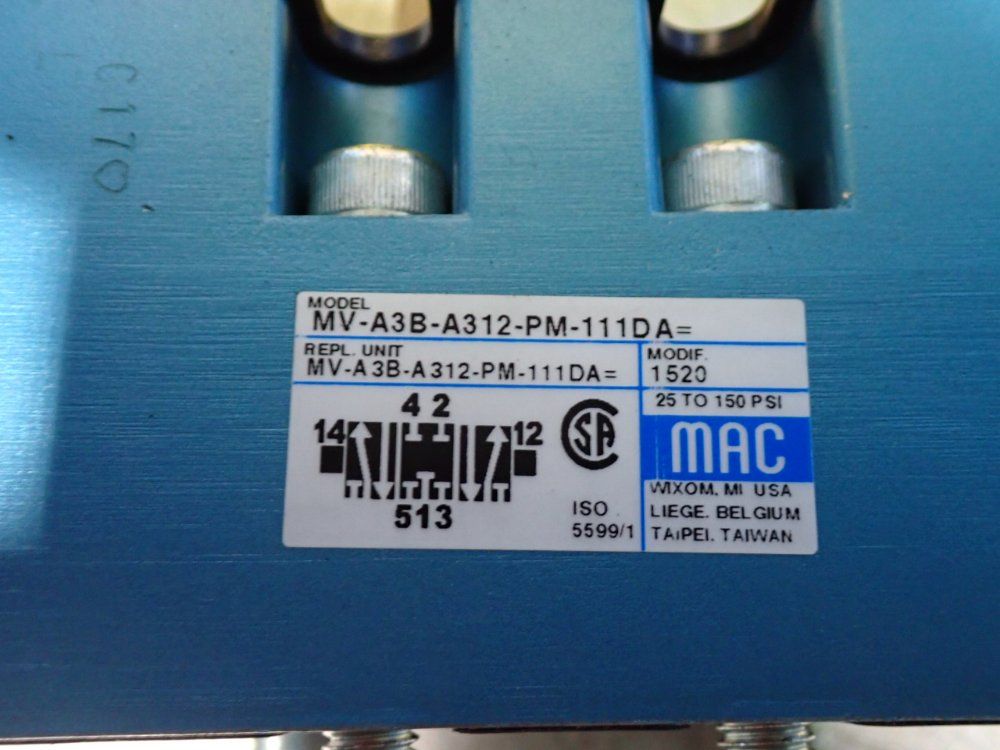 C170
MODEL
MV-A3B-A312-PM-111DA=
REPL. UNIT
MV-A3B-A312-PM-111DA=
MODIF.
1520
25 TO 150 PSI
4 2
14
12
513
SA
ISO
5599/1
MAC
WIXOM, MI USA
LIEGE. BELGIUM
TAIPEI. TAIWAN